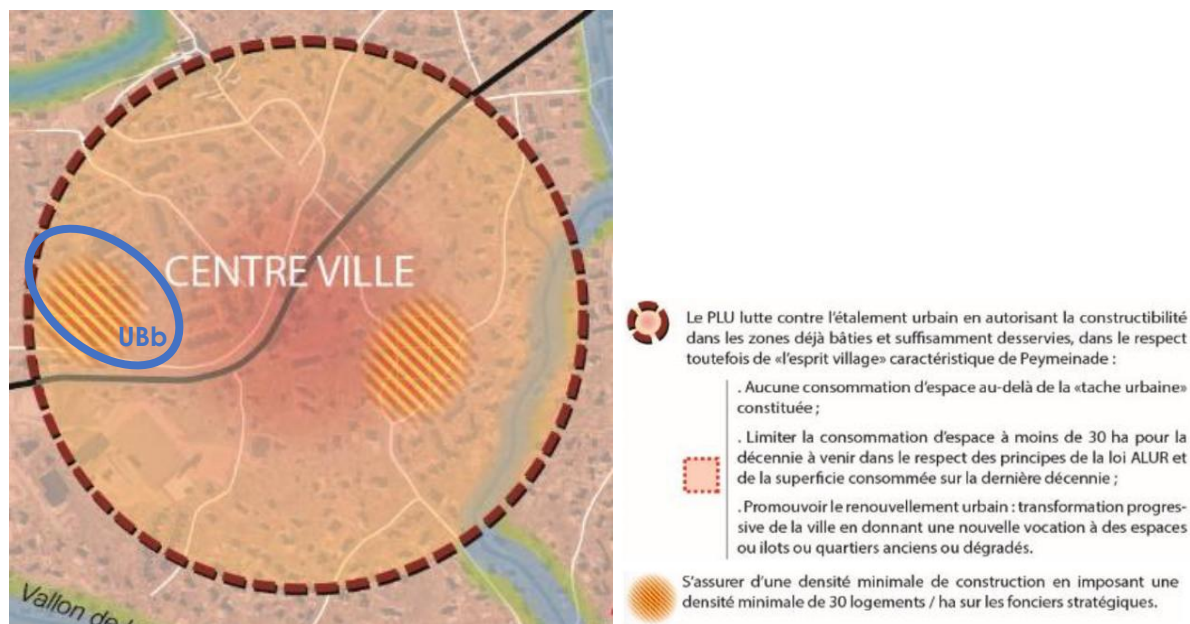 CENTRE VILLE
UBb
Vallon de
Le PLU lutte contre l'étalement urbain en autorisant la constructibilité
dans les zones déjà bâties et suffisamment desservies, dans le respect
toutefois de «l'esprit village» caractéristique de Peymeinade :
. Aucune consommation d'espace au-delà de la «tache urbaine»
constituée ;
. Limiter la consommation d'espace à moins de 30 ha pour la
décennie à venir dans le respect des principes de la loi ALUR et
de la superficie consommée sur la dernière décennie ;
. Promouvoir le renouvellement urbain : transformation progres-
sive de la ville en donnant une nouvelle vocation à des espaces
ou ilots ou quartiers anciens ou dégradés.
S'assurer d'une densité minimale de construction en imposant une
densité minimale de 30 logements / ha sur les fonciers stratégiques.